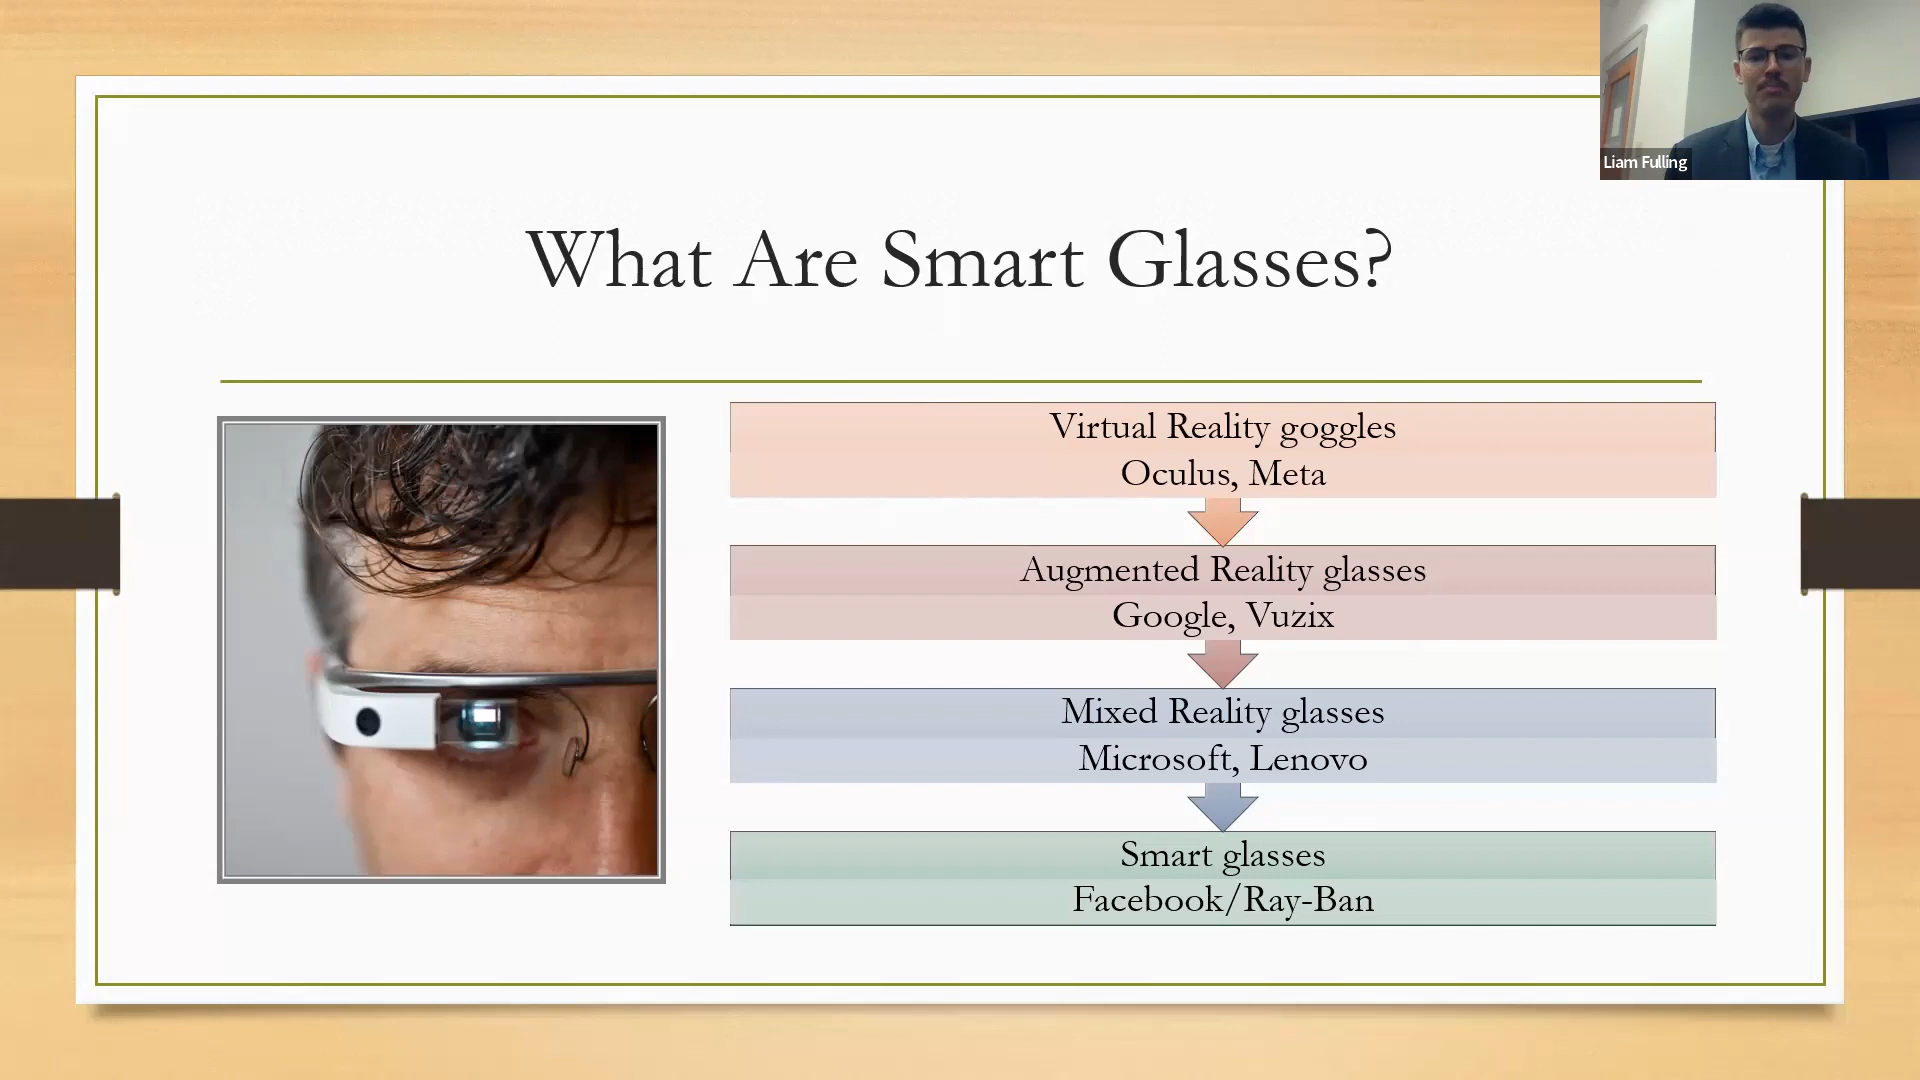 Liam Fulling
What Are Smart Glasses?
Virtual Reality goggles
Oculus, Meta
Augmented Reality glasses
Google, Vuzix
Mixed Reality glasses
Microsoft, Lenovo
Smart glasses
Facebook/Ray-Ban